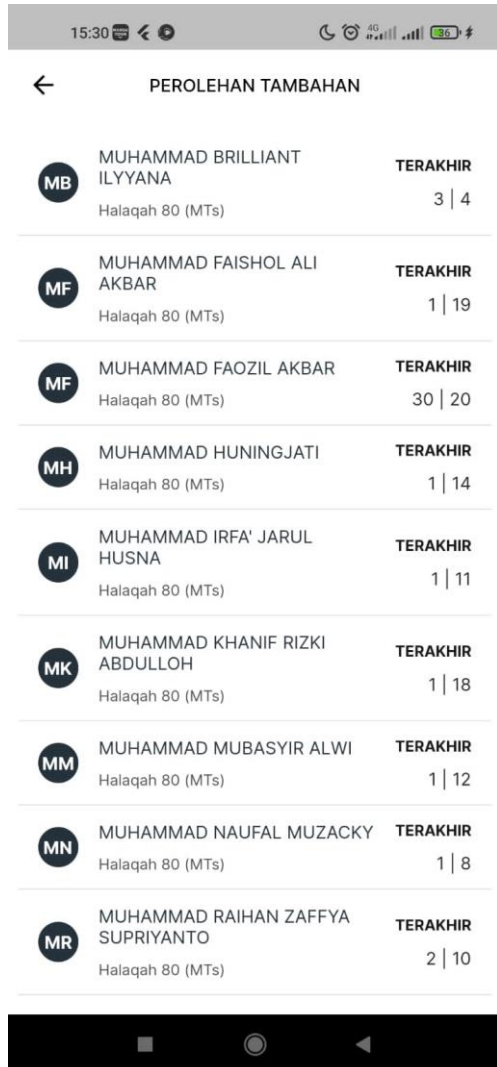 15:30 4G 36
PEROLEHAN TAMBAHAN
MB
MUHAMMAD BRILLIANT
ILYYANA
Halaqah 80 (MTs)
TERAKHIR
3 | 4
MF
MUHAMMAD FAISHOL ALI
AKBAR
Halaqah 80 (MTs)
TERAKHIR
1 | 19
MF
MUHAMMAD FAOZIL AKBAR
Halaqah 80 (MTs)
TERAKHIR
30 | 20
MH
MUHAMMAD HUNINGJATI
Halaqah 80 (MTs)
TERAKHIR
1 | 14
MI
MUHAMMAD IRFA' JARUL
HUSNA
Halaqah 80 (MTs)
TERAKHIR
1 | 11
MK
MUHAMMAD KHANIF RIZKI
ABDULLOH
Halaqah 80 (MTs)
TERAKHIR
1 | 18
MM
MUHAMMAD MUBASYIR ALWI
Halaqah 80 (MTs)
TERAKHIR
1 | 12
MN
MUHAMMAD NAUFAL MUZACKY
Halaqah 80 (MTs)
TERAKHIR
1 | 8
MR
MUHAMMAD RAIHAN ZAFFYA
SUPRIYANTO
Halaqah 80 (MTs)
TERAKHIR
2 | 10